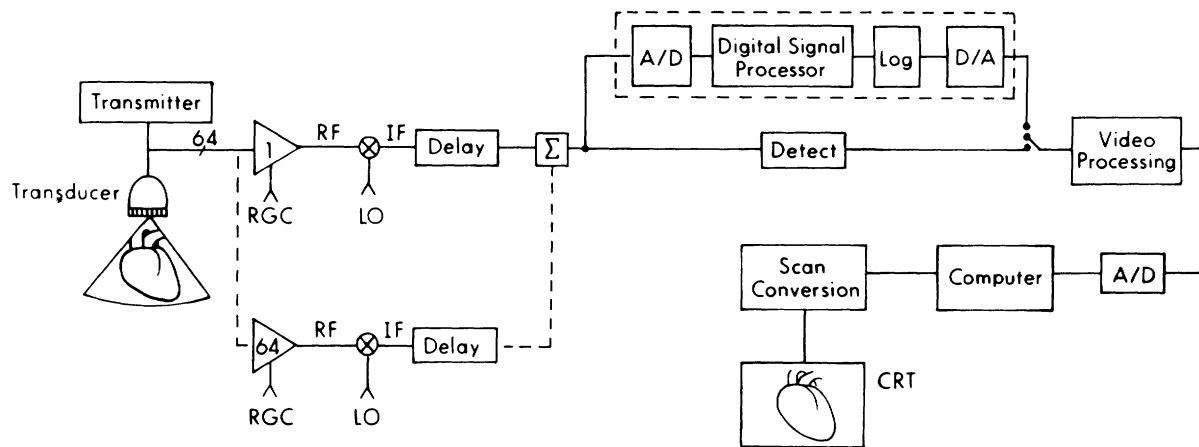 A/D
Digital Signal
Processor
Log
D/A
Transmitter
64
1
RF
IF
Delay
Σ
Detect
Video
Processing
Transducer
RGC
LO
64
RF
IF
Delay
RGC
LO
Scan
Conversion
Computer
A/D
CRT